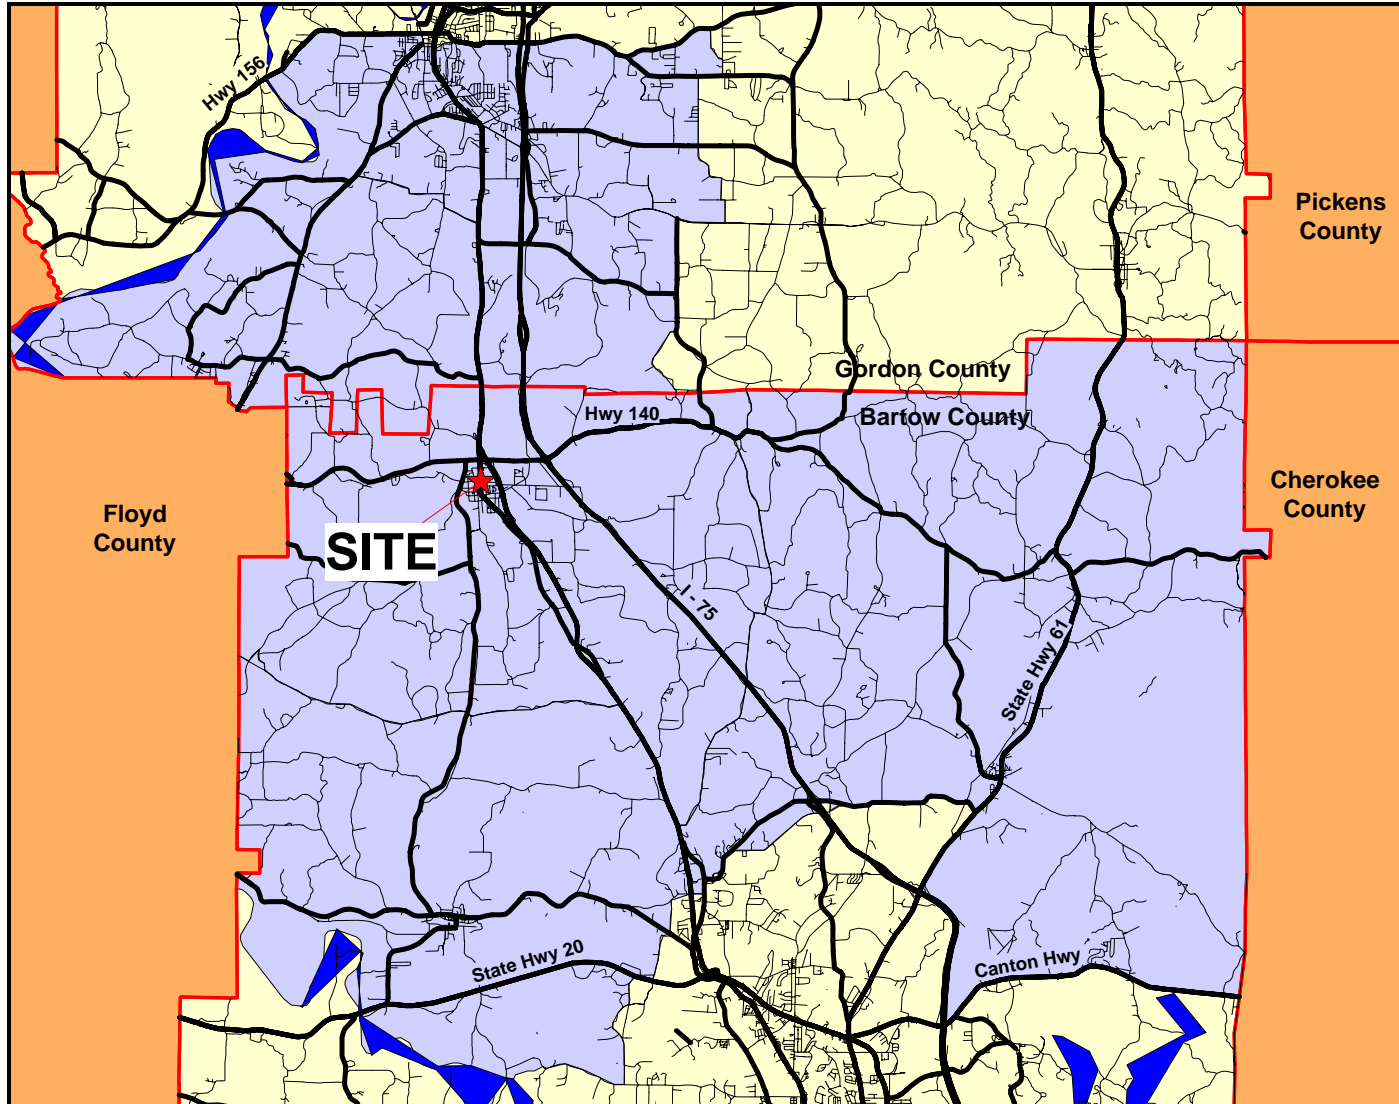 Hwy 156
Pickens
County
Gordon County
Hwy 140
Bartow County
Cherokee
County
Floyd
County
SITE
I - 75
State Hwy 61
State Hwy 20
Canton Hwy